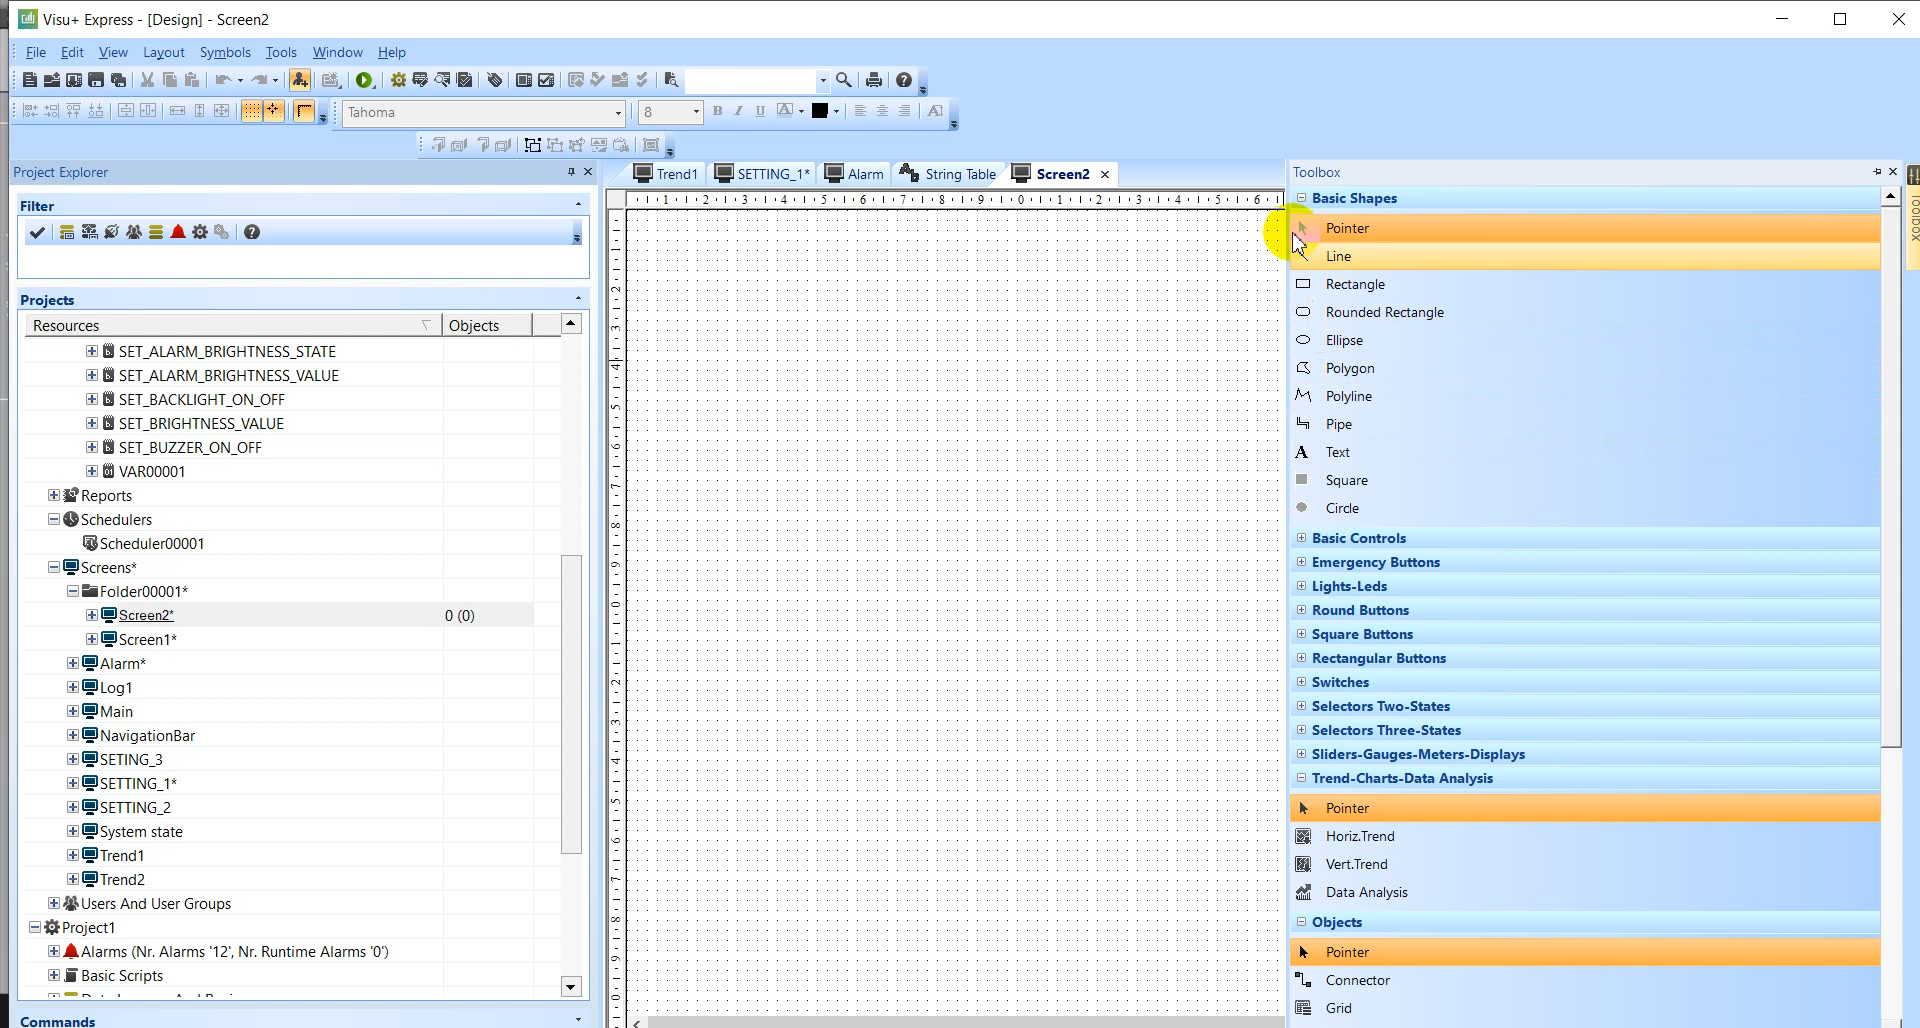 Visu+ Express - [Design] - Screen2
File Edit View Layout Symbols Tools Window Help
Tahoma 8 B I U
Project Explorer
Filter
Projects
Resources Objects
SET_ALARM_BRIGHTNESS_STATE
SET_ALARM_BRIGHTNESS_VALUE
SET_BACKLIGHT_ON_OFF
SET_BRIGHTNESS_VALUE
SET_BUZZER_ON_OFF
VAR00001
Reports
Schedulers
Scheduler00001
Screens*
Folder00001*
Screen2* 0 (0)
Screen1*
Alarm*
Log1
Main
NavigationBar
SETING_3
SETTING_1*
SETTING_2
System state
Trend1
Trend2
Users And User Groups
Project1
Alarms (Nr. Alarms '12', Nr. Runtime Alarms '0')
Basic Scripts
Commands
Trend1 SETTING_1* Alarm String Table Screen2
Toolbox
Basic Shapes
Pointer
Line
Rectangle
Rounded Rectangle
Ellipse
Polygon
Polyline
Pipe
Text
Square
Circle
Basic Controls
Emergency Buttons
Lights-Leds
Round Buttons
Square Buttons
Rectangular Buttons
Switches
Selectors Two-States
Selectors Three-States
Sliders-Gauges-Meters-Displays
Trend-Charts-Data Analysis
Pointer
Horiz.Trend
Vert.Trend
Data Analysis
Objects
Pointer
Connector
Grid
Toolbox